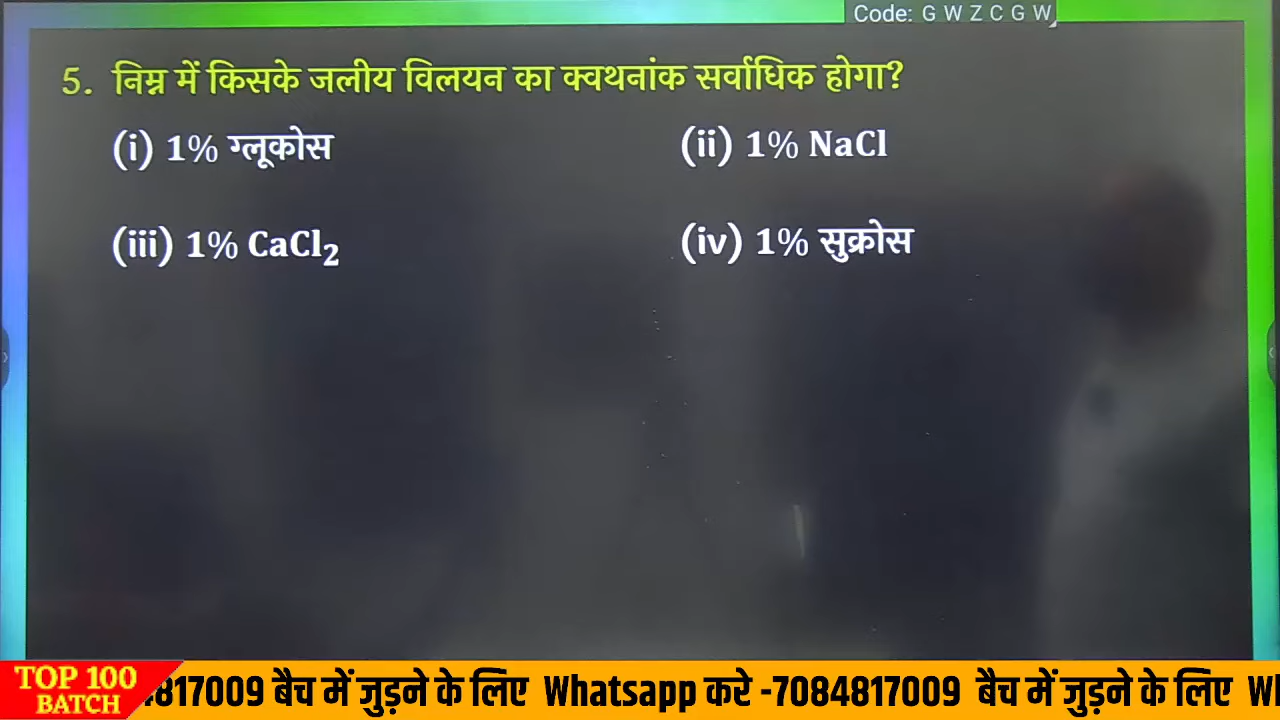 Code: G W Z C G W
5. निम्न में किसके जलीय विलयन का क्वथनांक सर्वाधिक होगा?
(i) 1% ग्लूकोस (ii) 1% NaCl
(iii) 1% CaCl₂ (iv) 1% सुक्रोस
TOP 100 BATCH
817009 बैच में जुड़ने के लिए Whatsapp करे -7084817009 बैच में जुड़ने के लिए